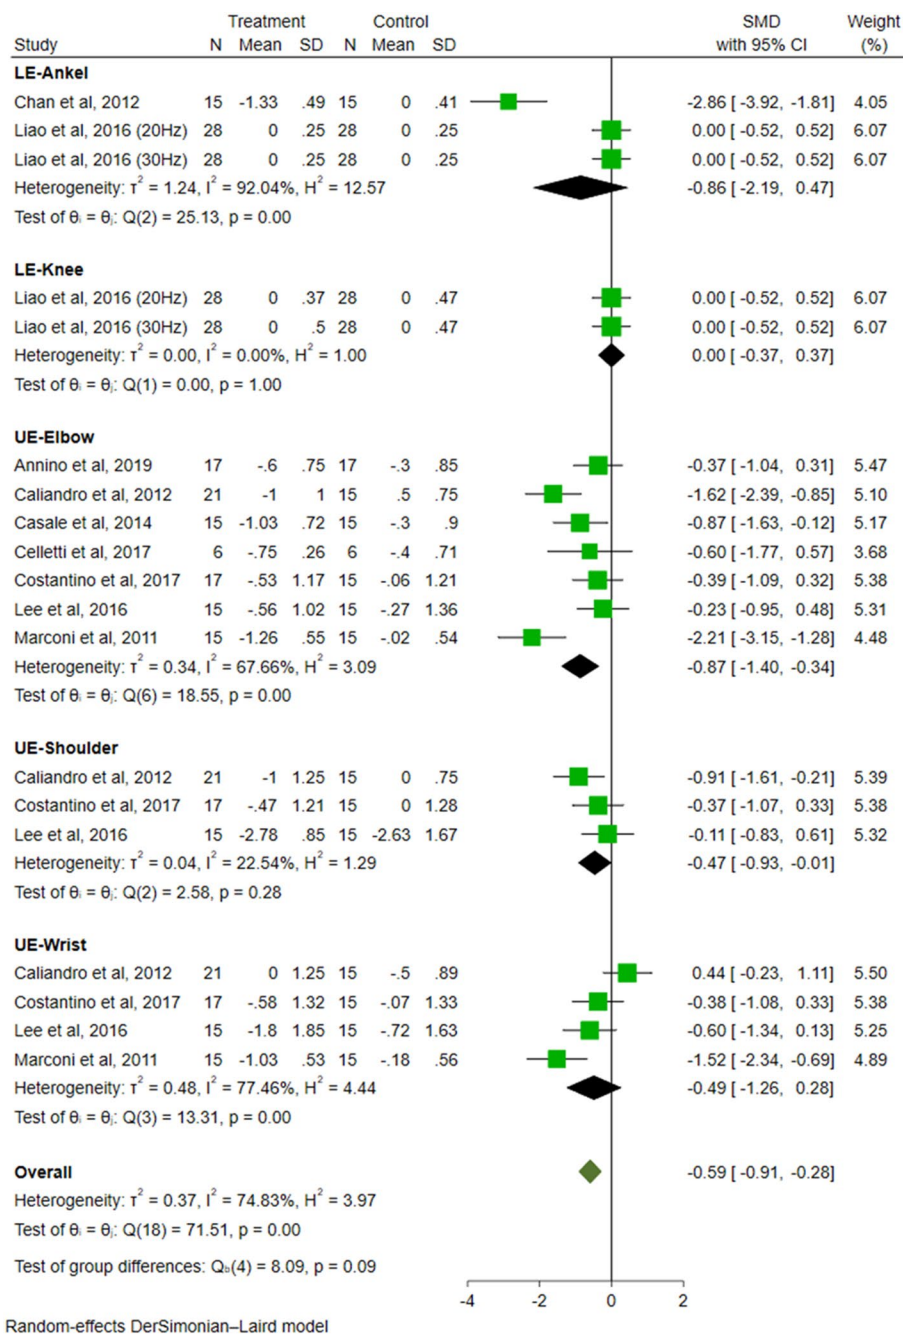 Treatment Control SMD Weight
Study N Mean SD N Mean SD with 95% CI (%)
LE-Ankel
Chan et al, 2012 15 -1.33 .49 15 0 .41 -2.86 [ -3.92, -1.81] 4.05
Liao et al, 2016 (20Hz) 28 0 .25 28 0 .25 0.00 [ -0.52, 0.52] 6.07
Liao et al, 2016 (30Hz) 28 0 .25 28 0 .25 0.00 [ -0.52, 0.52] 6.07
Heterogeneity: τ² = 1.24, I² = 92.04%, H² = 12.57 -0.86 [ -2.19, 0.47]
Test of θᵢ = θⱼ: Q(2) = 25.13, p = 0.00
LE-Knee
Liao et al, 2016 (20Hz) 28 0 .37 28 0 .47 0.00 [ -0.52, 0.52] 6.07
Liao et al, 2016 (30Hz) 28 0 .5 28 0 .47 0.00 [ -0.52, 0.52] 6.07
Heterogeneity: τ² = 0.00, I² = 0.00%, H² = 1.00 0.00 [ -0.37, 0.37]
Test of θᵢ = θⱼ: Q(1) = 0.00, p = 1.00
UE-Elbow
Annino et al, 2019 17 -.6 .75 17 -.3 .85 -0.37 [ -1.04, 0.31] 5.47
Caliandro et al, 2012 21 -1 1 15 .5 .75 -1.62 [ -2.39, -0.85] 5.10
Casale et al, 2014 15 -1.03 .72 15 -.3 .9 -0.87 [ -1.63, -0.12] 5.17
Celletti et al, 2017 6 -.75 .26 6 -.4 .71 -0.60 [ -1.77, 0.57] 3.68
Costantino et al, 2017 17 -.53 1.17 15 -.06 1.21 -0.39 [ -1.09, 0.32] 5.38
Lee et al, 2016 15 -.56 1.02 15 -.27 1.36 -0.23 [ -0.95, 0.48] 5.31
Marconi et al, 2011 15 -1.26 .55 15 -.02 .54 -2.21 [ -3.15, -1.28] 4.48
Heterogeneity: τ² = 0.34, I² = 67.66%, H² = 3.09 -0.87 [ -1.40, -0.34]
Test of θᵢ = θⱼ: Q(6) = 18.55, p = 0.00
UE-Shoulder
Caliandro et al, 2012 21 -1 1.25 15 0 .75 -0.91 [ -1.61, -0.21] 5.39
Costantino et al, 2017 17 -.47 1.21 15 0 1.28 -0.37 [ -1.07, 0.33] 5.38
Lee et al, 2016 15 -2.78 .85 15 -2.63 1.67 -0.11 [ -0.83, 0.61] 5.32
Heterogeneity: τ² = 0.04, I² = 22.54%, H² = 1.29 -0.47 [ -0.93, -0.01]
Test of θᵢ = θⱼ: Q(2) = 2.58, p = 0.28
UE-Wrist
Caliandro et al, 2012 21 0 1.25 15 -.5 .89 0.44 [ -0.23, 1.11] 5.50
Costantino et al, 2017 17 -.58 1.32 15 -.07 1.33 -0.38 [ -1.08, 0.33] 5.38
Lee et al, 2016 15 -1.8 1.85 15 -.72 1.63 -0.60 [ -1.34, 0.13] 5.25
Marconi et al, 2011 15 -1.03 .53 15 -.18 .56 -1.52 [ -2.34, -0.69] 4.89
Heterogeneity: τ² = 0.48, I² = 77.46%, H² = 4.44 -0.49 [ -1.26, 0.28]
Test of θᵢ = θⱼ: Q(3) = 13.31, p = 0.00
Overall -0.59 [ -0.91, -0.28]
Heterogeneity: τ² = 0.37, I² = 74.83%, H² = 3.97
Test of θᵢ = θⱼ: Q(18) = 71.51, p = 0.00
Test of group differences: Qb(4) = 8.09, p = 0.09
-4 -2 0 2
Random-effects DerSimonian–Laird model